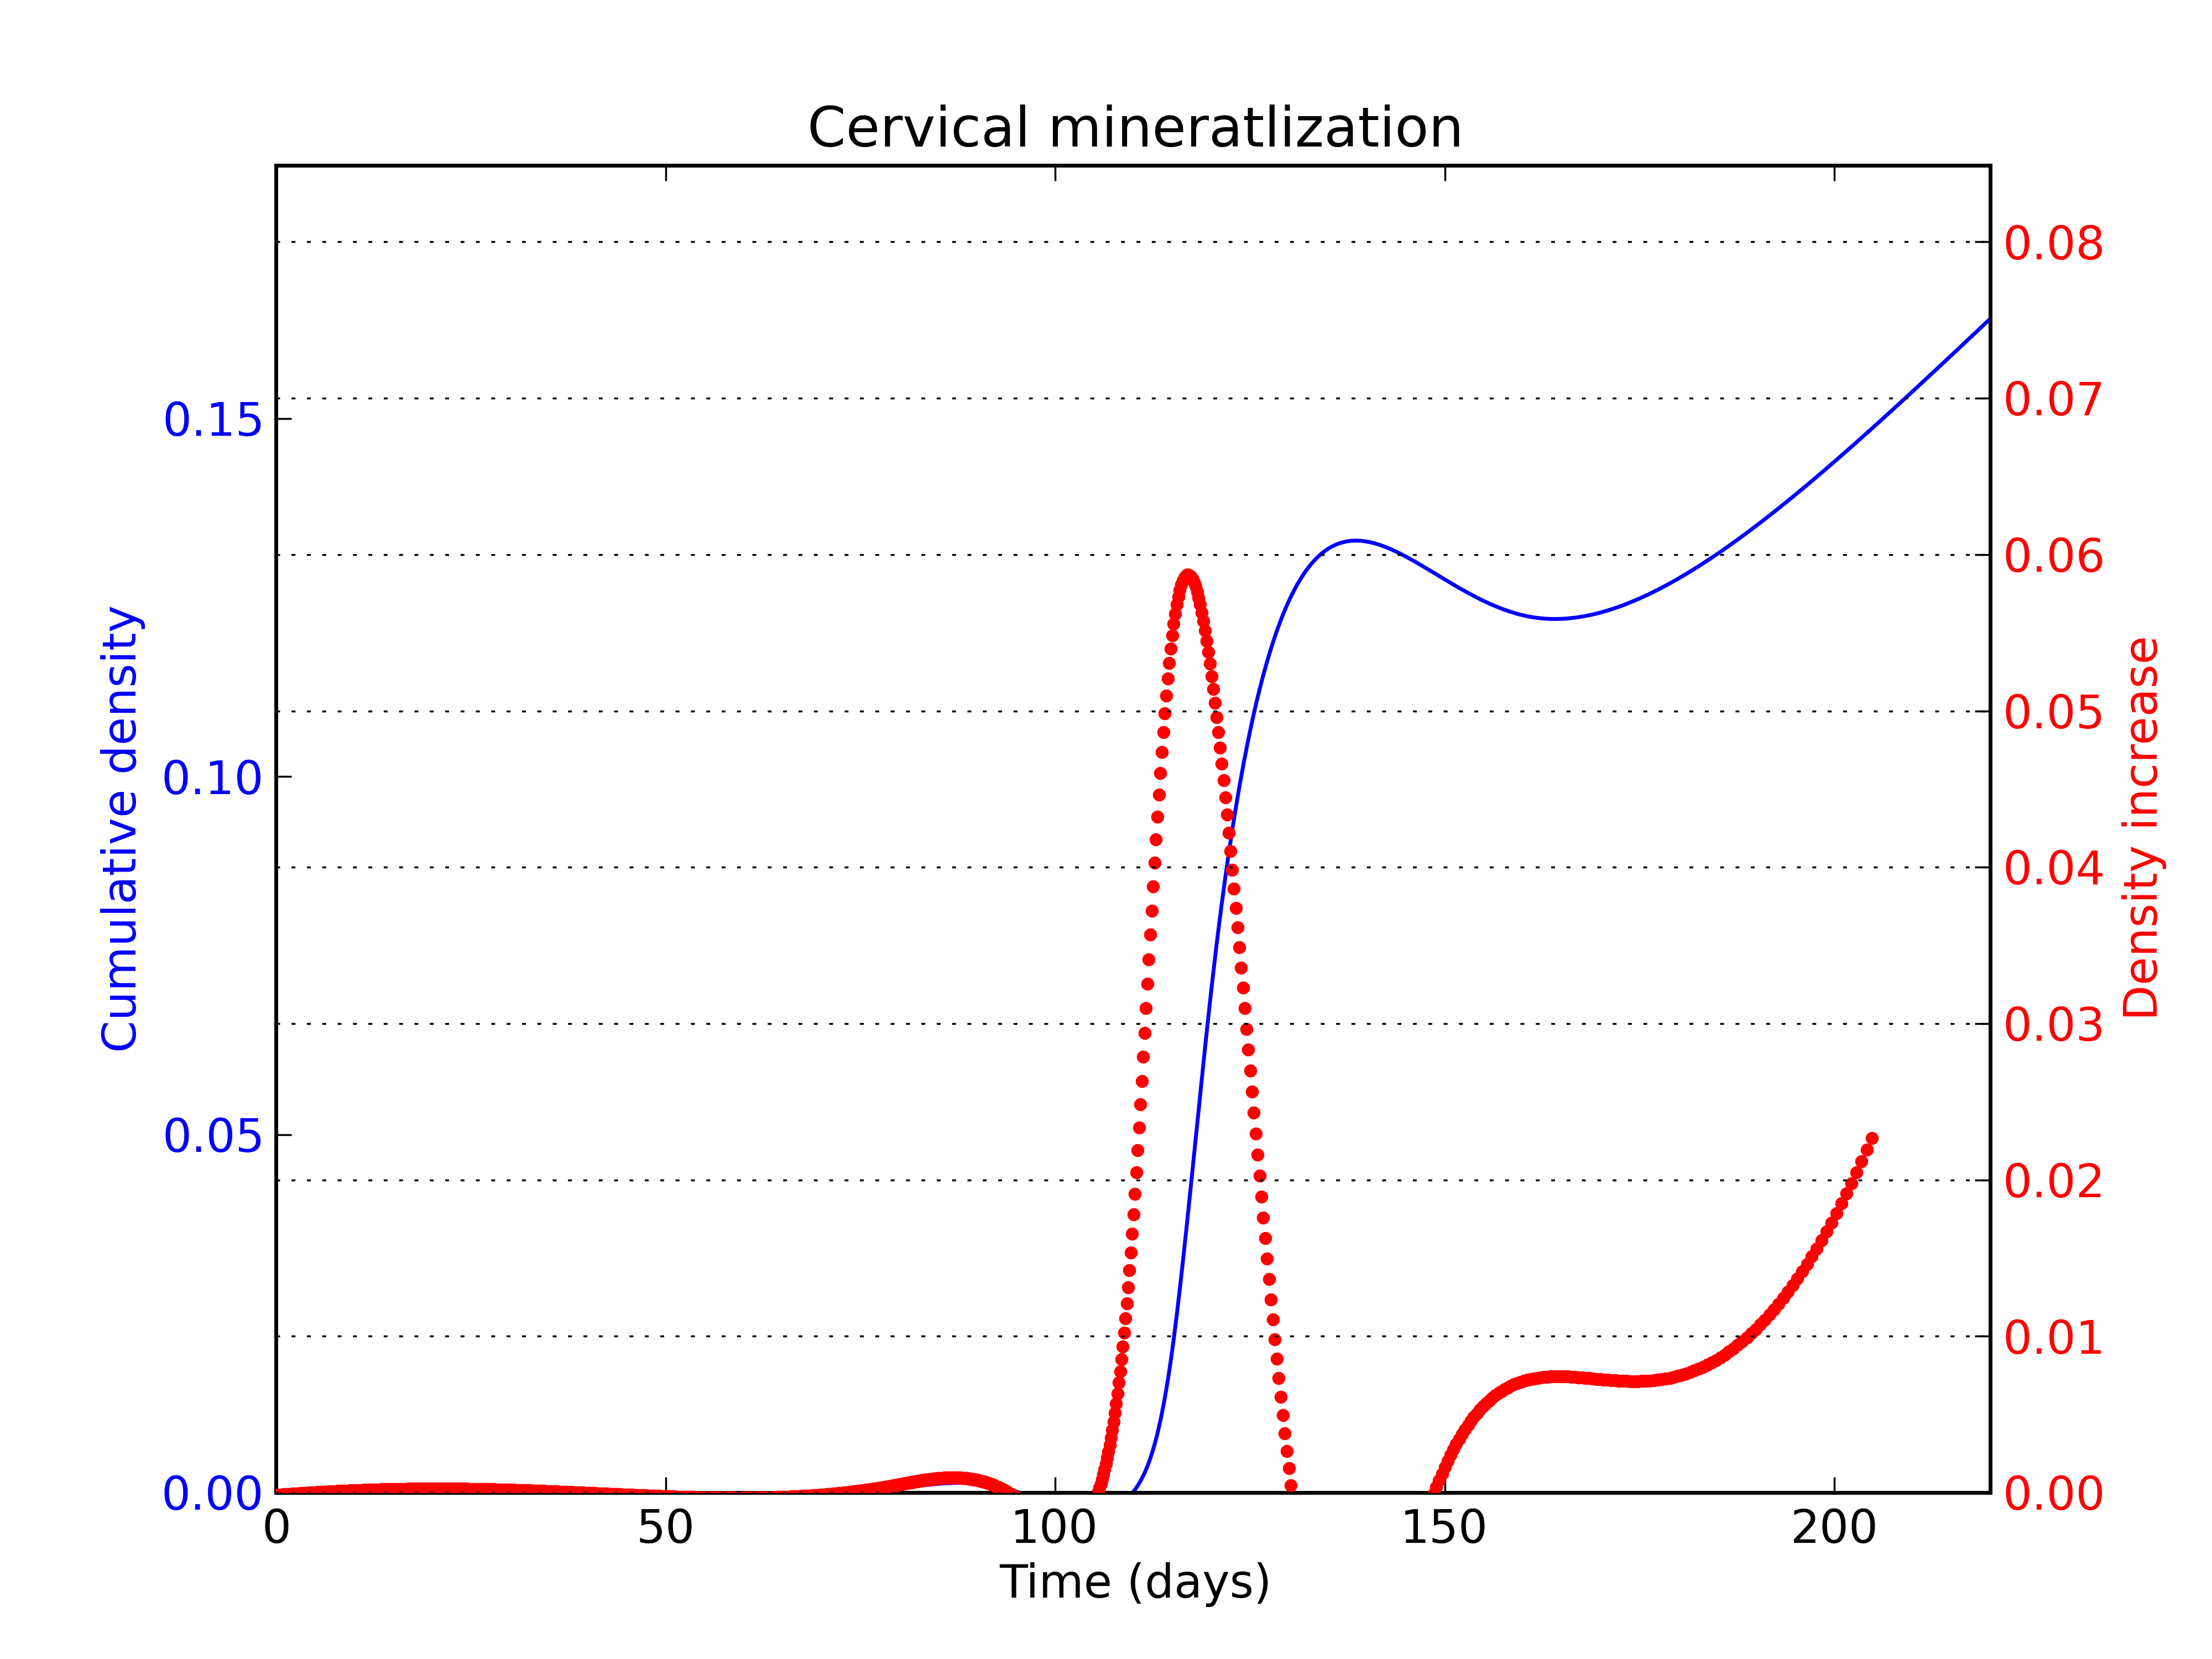 Cervical mineratlization
0.15
0.10
0.05
0.00
Cumulative density
0.08
0.07
0.06
0.05
0.04
0.03
0.02
0.01
0.00
Density increase
0 50 100 150 200
Time (days)